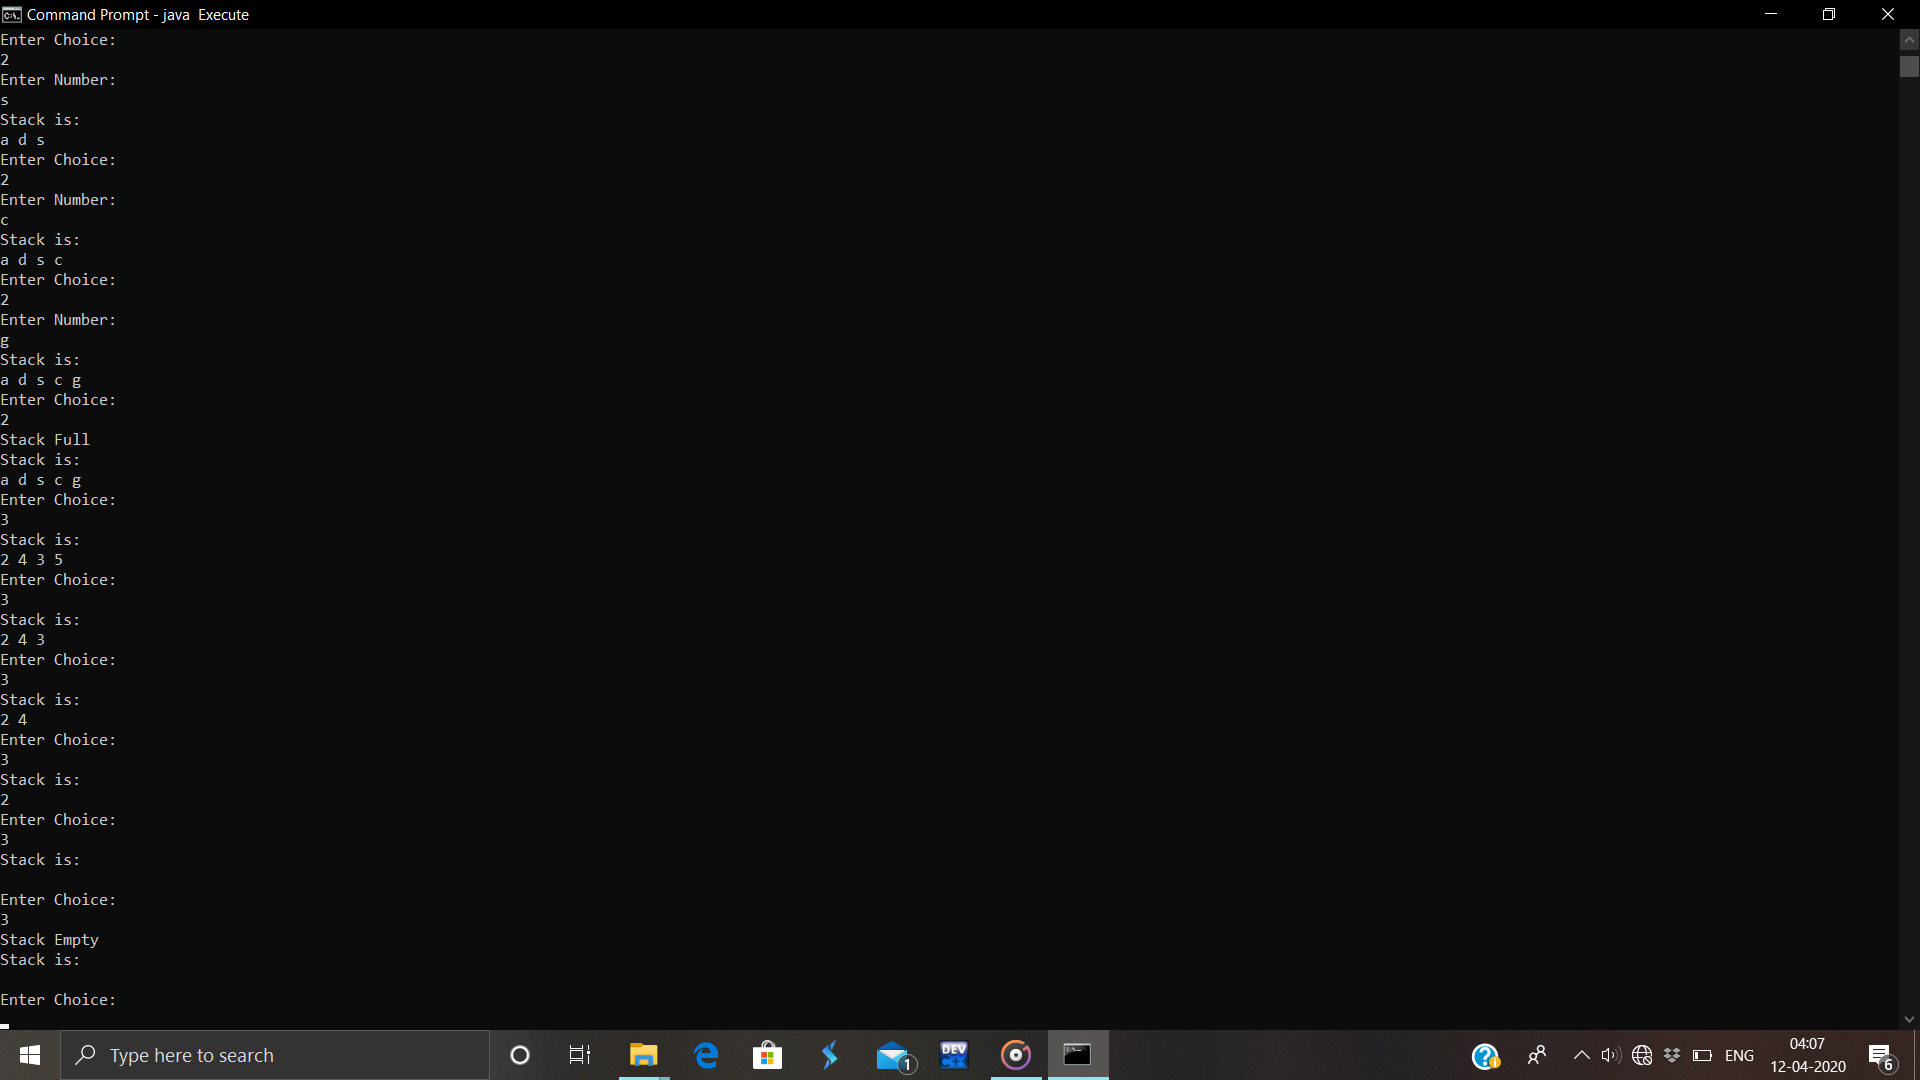 Command Prompt - java  Execute
Enter Choice:
2
Enter Number:
s
Stack is:
a d s
Enter Choice:
2
Enter Number:
c
Stack is:
a d s c
Enter Choice:
2
Enter Number:
g
Stack is:
a d s c g
Enter Choice:
2
Stack Full
Stack is:
a d s c g
Enter Choice:
3
Stack is:
2 4 3 5
Enter Choice:
3
Stack is:
2 4 3
Enter Choice:
3
Stack is:
2 4
Enter Choice:
3
Stack is:
2
Enter Choice:
3
Stack is:
Enter Choice:
3
Stack Empty
Stack is:
Enter Choice:
Type here to search
1
DEV
C++
ENG
04:07
12-04-2020
6